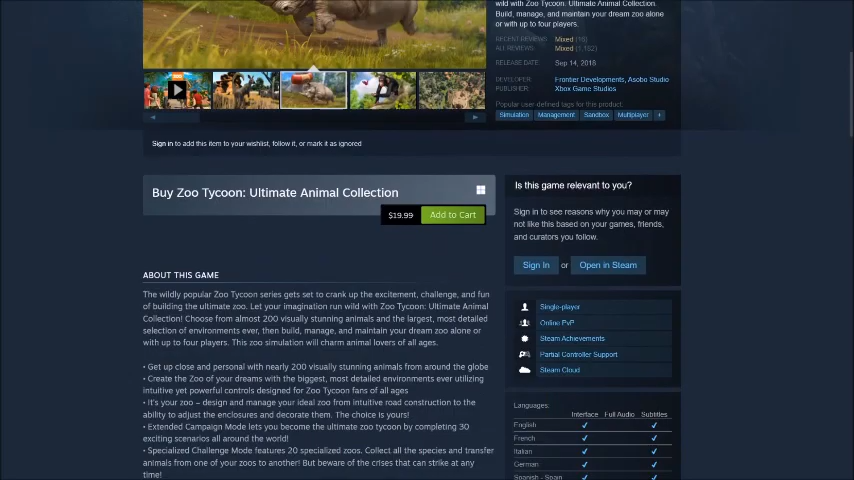 wild with Zoo Tycoon: Ultimate Animal Collection.
Build, manage, and maintain your dream zoo alone
or with up to four players.
RECENT REVIEWS: Mixed (16)
ALL REVIEWS: Mixed (1,182)
RELEASE DATE: Sep 14, 2018
DEVELOPER: Frontier Developments, Asobo Studio
PUBLISHER: Xbox Game Studios
Popular user-defined tags for this product:
Simulation Management Sandbox Multiplayer +
Sign in to add this item to your wishlist, follow it, or mark it as ignored
Buy Zoo Tycoon: Ultimate Animal Collection
$19.99 Add to Cart
Is this game relevant to you?
Sign in to see reasons why you may or may
not like this based on your games, friends,
and curators you follow.
Sign In or Open in Steam
ABOUT THIS GAME
The wildly popular Zoo Tycoon series gets set to crank up the excitement, challenge, and fun
of building the ultimate zoo. Let your imagination run wild with Zoo Tycoon: Ultimate Animal
Collection! Choose from almost 200 visually stunning animals and the largest, most detailed
selection of environments ever, then build, manage, and maintain your dream zoo alone or
with up to four players. This zoo simulation will charm animal lovers of all ages.
• Get up close and personal with nearly 200 visually stunning animals from around the globe
• Create the Zoo of your dreams with the biggest, most detailed environments ever utilizing
intuitive yet powerful controls designed for Zoo Tycoon fans of all ages
• It's your zoo – design and manage your ideal zoo from intuitive road construction to the
ability to adjust the enclosures and decorate them. The choice is yours!
• Extended Campaign Mode lets you become the ultimate zoo tycoon by completing 30
exciting scenarios all around the world!
• Specialized Challenge Mode features 20 specialized zoos. Collect all the species and transfer
animals from one of your zoos to another! But beware of the crises that can strike at any
time!
Single-player
Online PvP
Steam Achievements
Partial Controller Support
Steam Cloud
Languages:
Interface Full Audio Subtitles
English ✔ ✔
French ✔ ✔
Italian ✔ ✔
German ✔ ✔
Spanish - Spain ✔ ✔